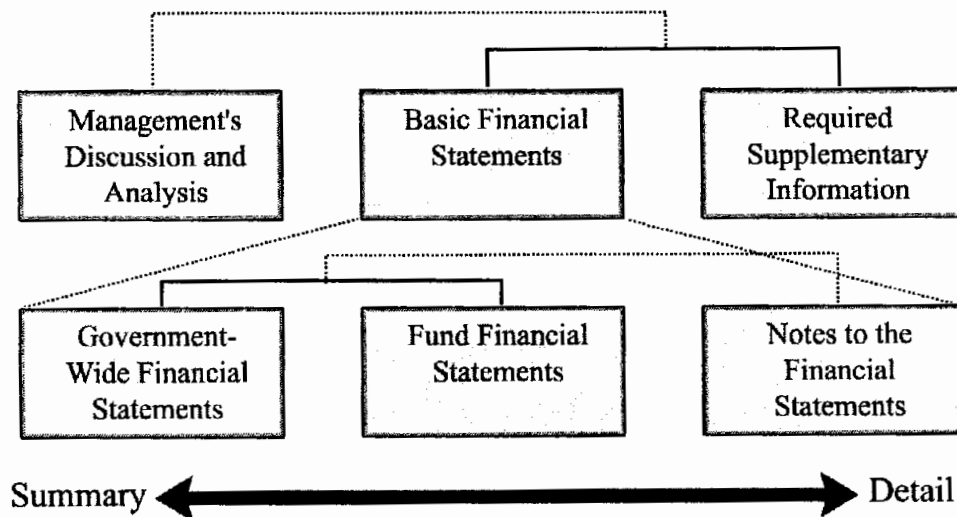 Management's
Discussion and
Analysis
Basic Financial
Statements
Required
Supplementary
Information
Government-
Wide Financial
Statements
Fund Financial
Statements
Notes to the
Financial
Statements
Summary
Detail